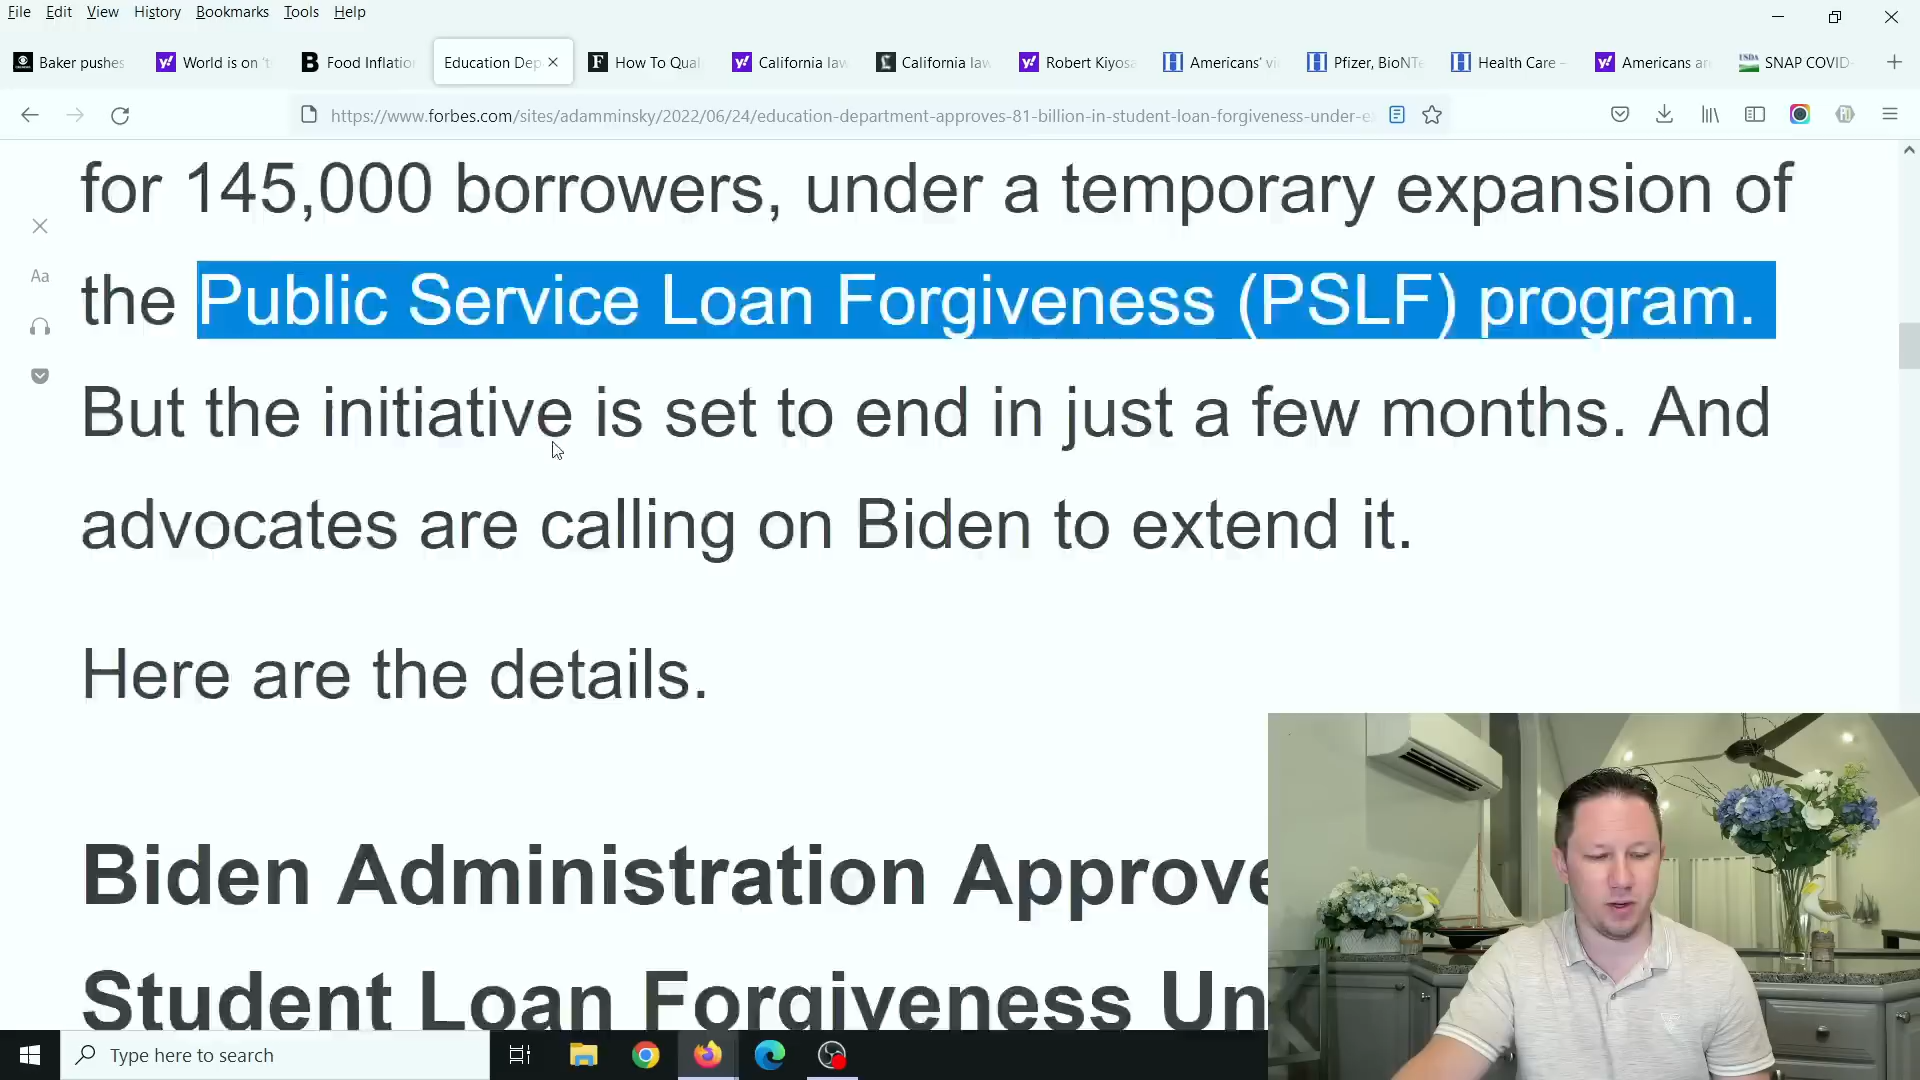 File Edit View History Bookmarks Tools Help
Baker pushes World is on 't Food Inflatio Education Dep How To Qual California law California law Robert Kiyosa Americans' vi Pfizer, BioNTe Health Care – Americans ar SNAP COVID-
https://www.forbes.com/sites/adamminsky/2022/06/24/education-department-approves-81-billion-in-student-loan-forgiveness-under-e
for 145,000 borrowers, under a temporary expansion of
the Public Service Loan Forgiveness (PSLF) program.
But the initiative is set to end in just a few months. And
advocates are calling on Biden to extend it.
Here are the details.
Biden Administration Approve
Student Loan Forgiveness Un
Aa
Type here to search